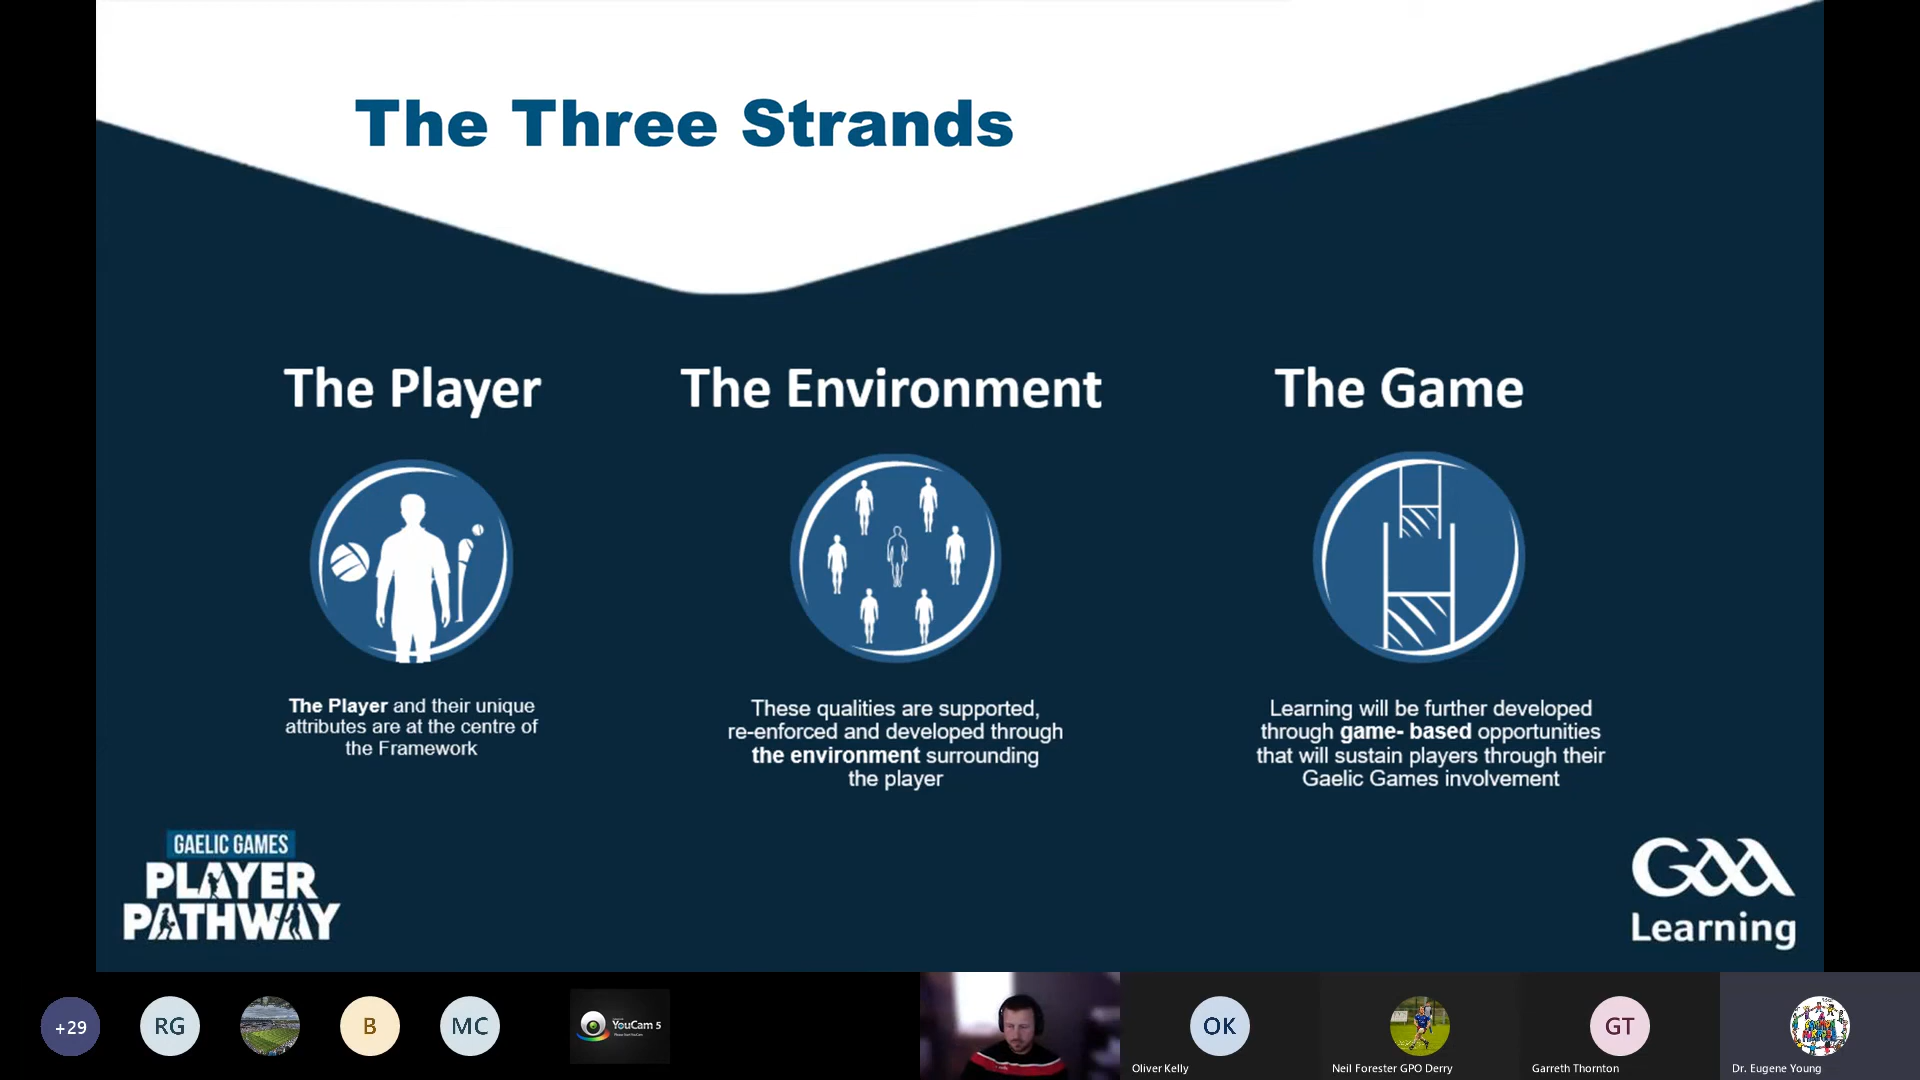 The Three Strands
The Player
The Environment
The Game
The Player and their unique
attributes are at the centre of
the Framework
These qualities are supported,
re-enforced and developed through
the environment surrounding
the player
Learning will be further developed
through game- based opportunities
that will sustain players through their
Gaelic Games involvement
GAELIC GAMES
PLAYER
PATHWAY
GAA
Learning
+29
RG
B
MC
YouCam 5
OK
GT
Oliver Kelly
Neil Forester GPO Derry
Garreth Thornton
Dr. Eugene Young